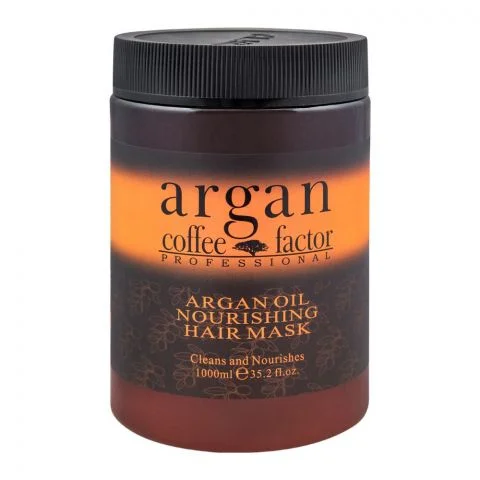 argan
coffee factor
PROFESSIONAL
ARGAN OIL
NOURISHING
HAIR MASK
Cleans and Nourishes
1000ml ℮ 35.2 fl.oz.